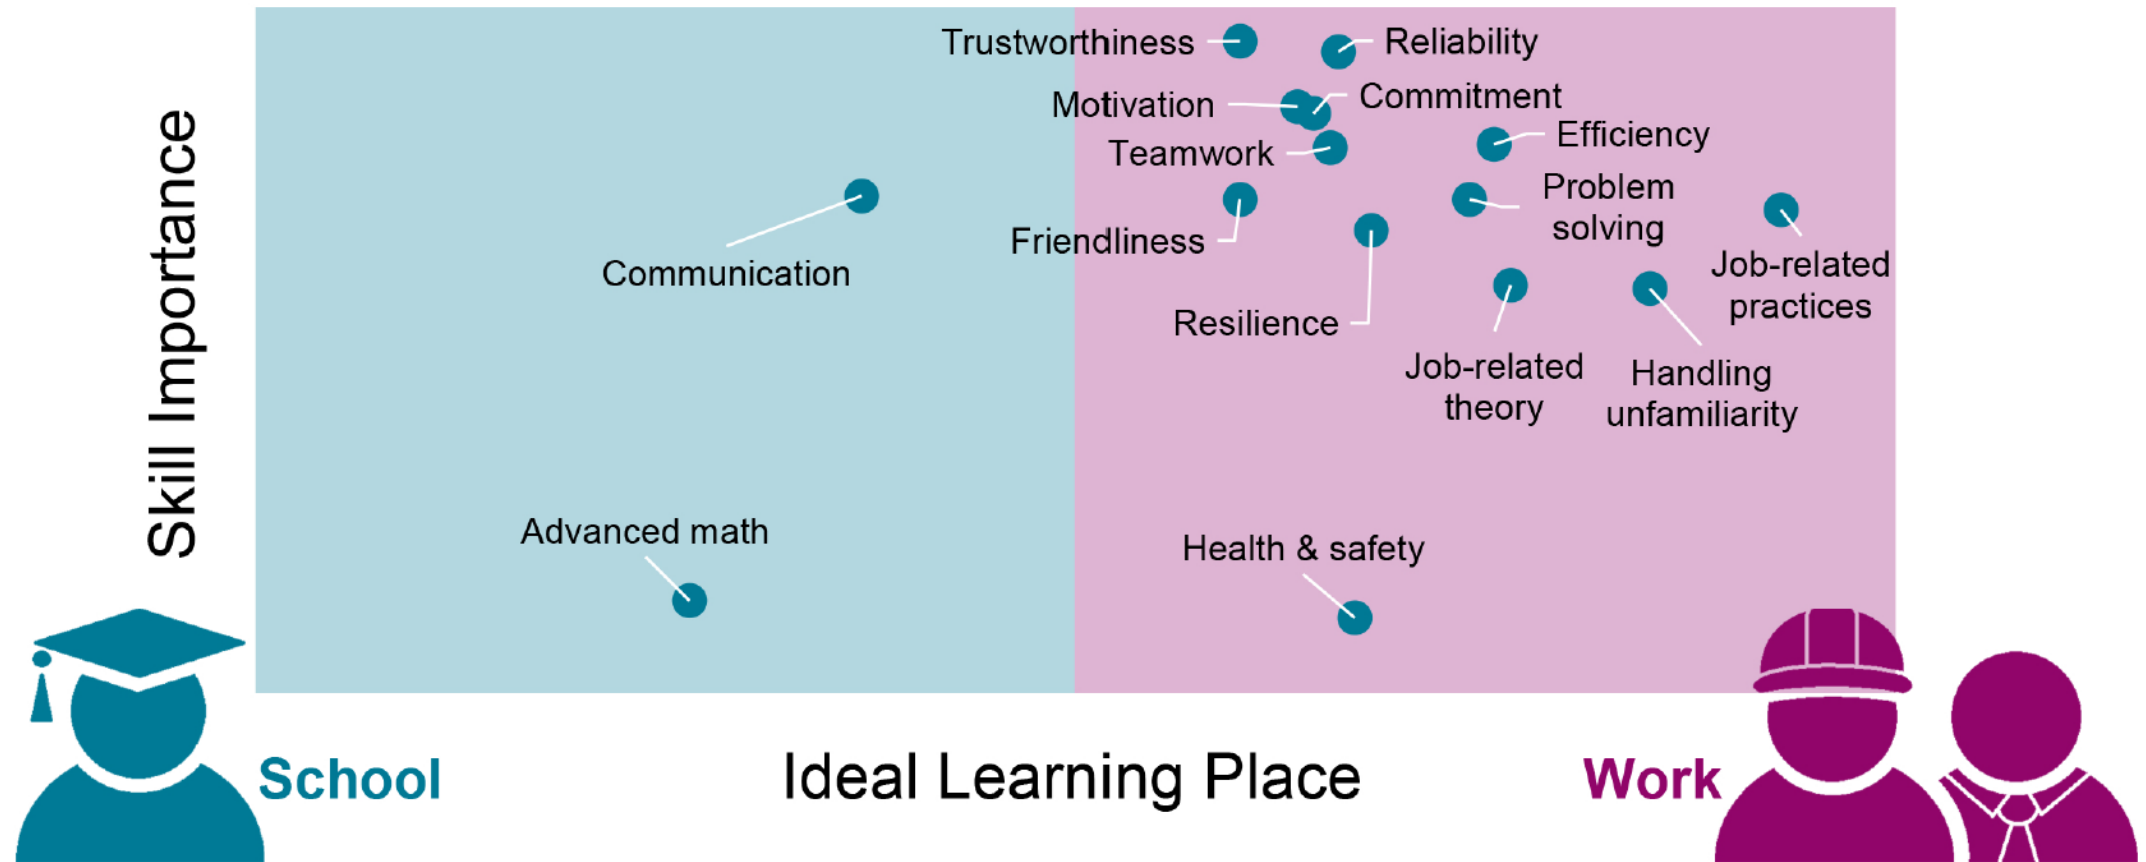 Trustworthiness
Reliability
Motivation
Commitment
Teamwork
Efficiency
Friendliness
Problem
solving
Communication
Resilience
Job-related
practices
Job-related
theory
Handling
unfamiliarity
Advanced math
Health & safety
Skill Importance
School
Ideal Learning Place
Work